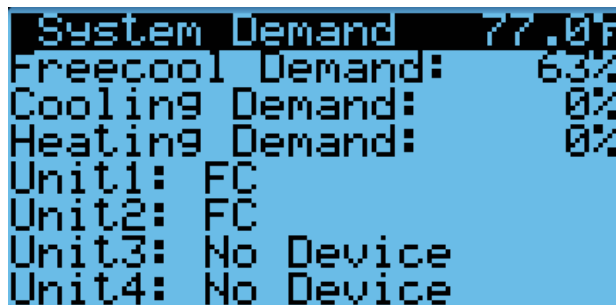 System Demand 77.0F
Freecool Demand: 63%
Cooling Demand: 0%
Heating Demand: 0%
Unit1: FC
Unit2: FC
Unit3: No Device
Unit4: No Device